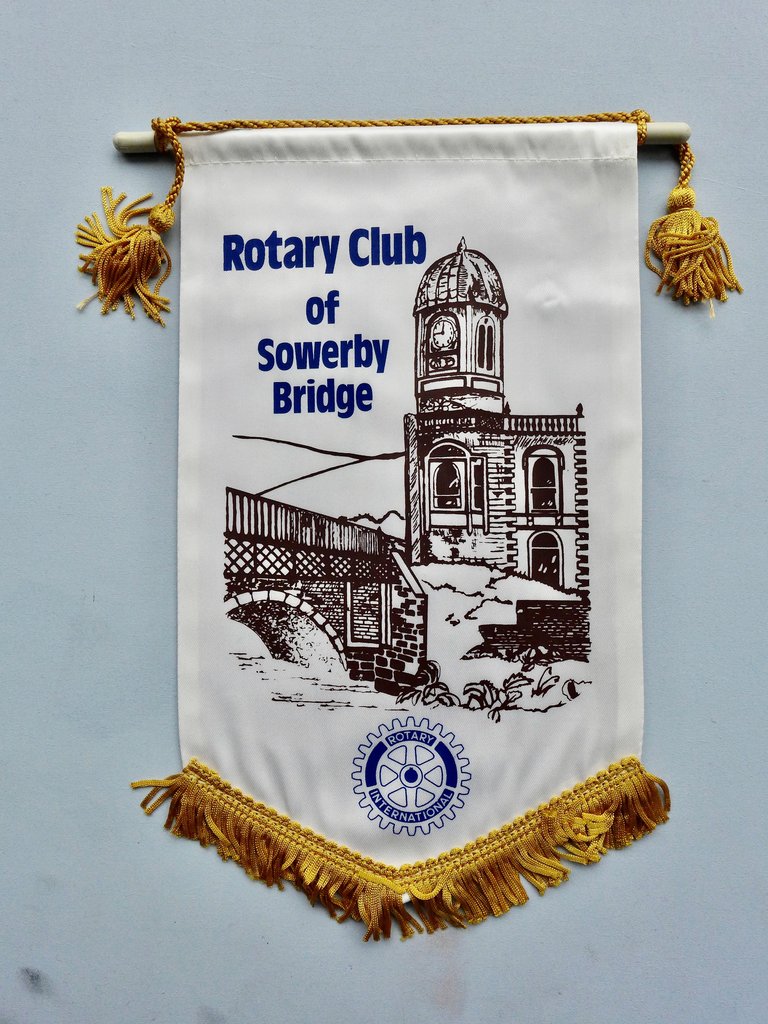 Rotary Club
of
Sowerby
Bridge
ROTARY
INTERNATIONAL